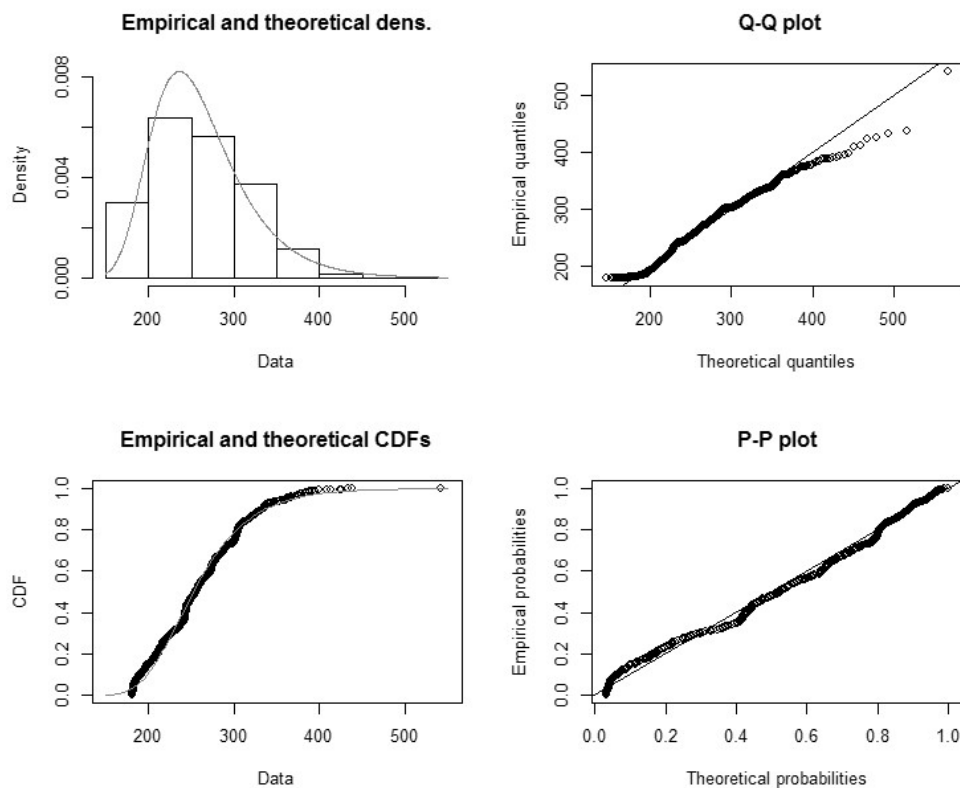 Empirical and theoretical dens.
Density
0.000
0.004
0.008
200 300 400 500
Data
Q-Q plot
Empirical quantiles
200
300
400
500
200 300 400 500
Theoretical quantiles
Empirical and theoretical CDFs
CDF
0.0
0.2
0.4
0.6
0.8
1.0
200 300 400 500
Data
P-P plot
Empirical probabilities
0.0
0.2
0.4
0.6
0.8
1.0
0.0 0.2 0.4 0.6 0.8 1.0
Theoretical probabilities